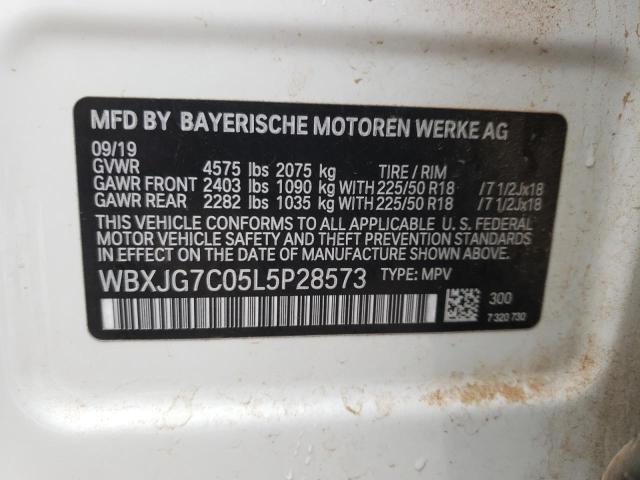 MFD BY BAYERISCHE MOTOREN WERKE AG
09/19
GVWR 4575 lbs 2075 kg TIRE / RIM
GAWR FRONT 2403 lbs 1090 kg WITH 225/50 R18 /7 1/2Jx18
GAWR REAR 2282 lbs 1035 kg WITH 225/50 R18 /7 1/2Jx18
THIS VEHICLE CONFORMS TO ALL APPLICABLE U. S. FEDERAL
MOTOR VEHICLE SAFETY AND THEFT PREVENTION
STANDARDS IN EFFECT ON THE DATE OF MANUFACTURE SHOWN ABOVE.
WBXJG7C05L5P28573 TYPE: MPV
300
7 320 730